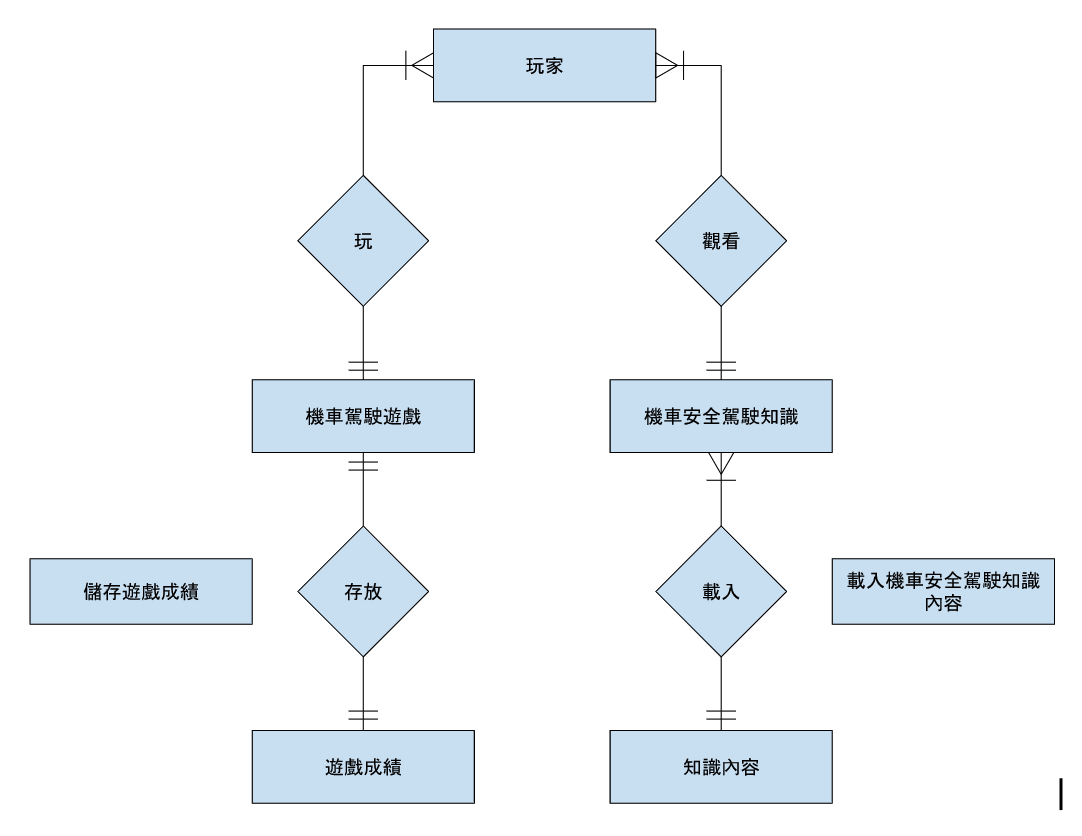 玩家
玩
觀看
機車駕駛遊戲
機車安全駕駛知識
儲存遊戲成績
存放
載入
載入機車安全駕駛知識
內容
遊戲成績
知識內容